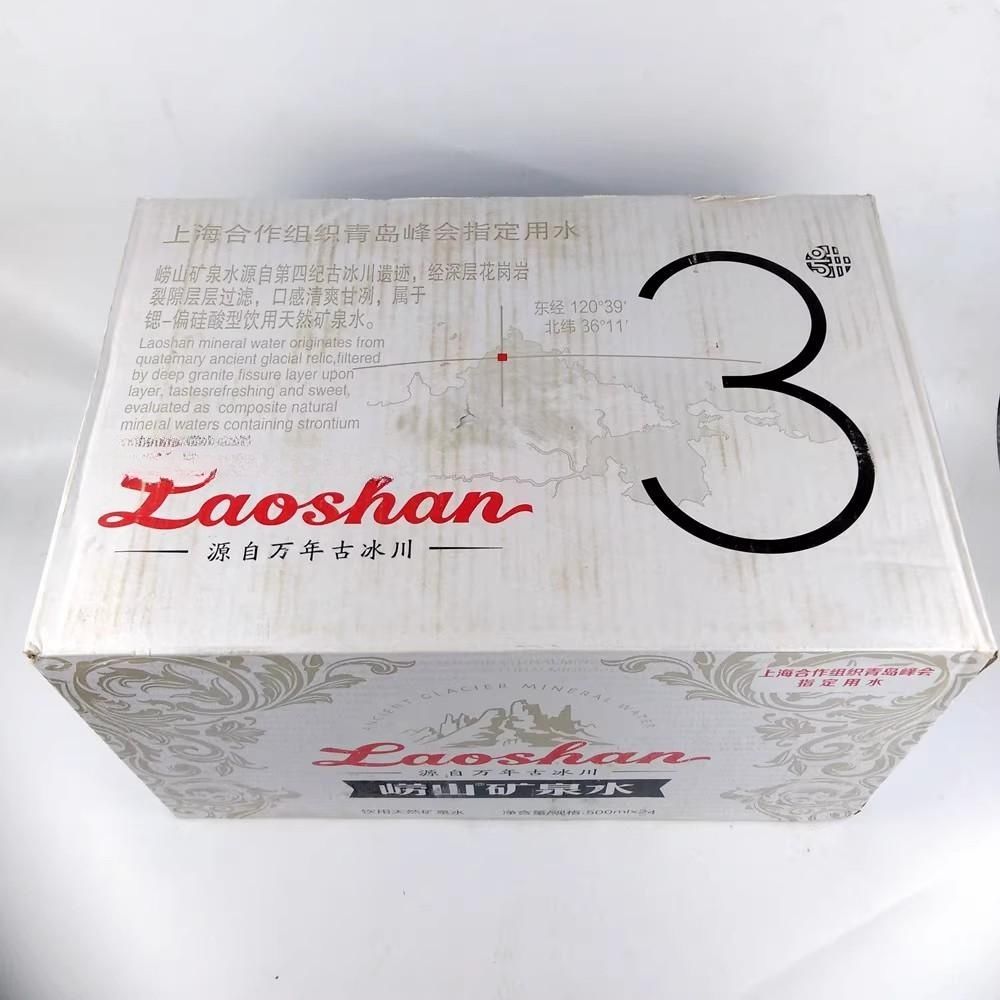 上海合作组织青岛峰会指定用水
崂山矿泉水源自第四纪古冰川遗迹，经深层花岗岩
裂隙层层过滤，口感清爽甘冽，属于
锶-偏硅酸型饮用天然矿泉水。
Laoshan mineral water originates from
quaternary ancient glacial relic,filtered
by deep granite fissure layer upon
layer, tastesrefreshing and sweet,
evaluated as composite natural
mineral waters containing strontium
东经 120°39'
北纬 36°11'
3
Laoshan
源自万年古冰川
上海合作组织青岛峰会
指定用水
ANCIENT GLACIER MINERAL WATER
Laoshan
源自万年古冰川
崂山矿泉水
饮用天然矿泉水 净含量/规格:500ml×24